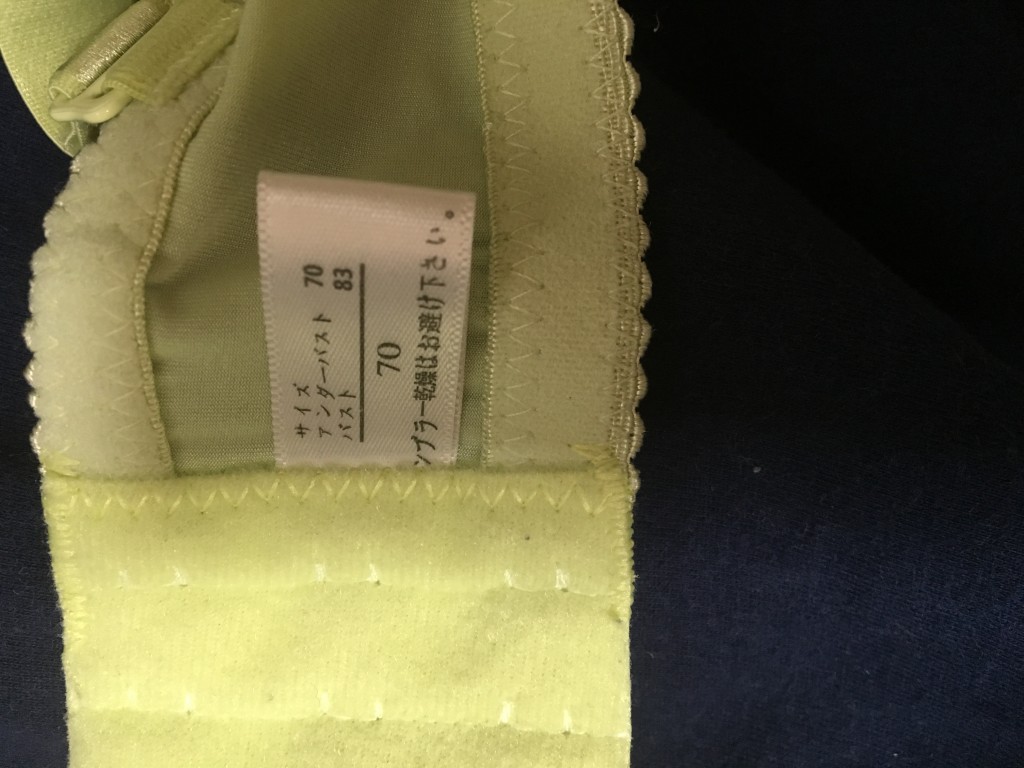 サイズ
アンダーバスト 70
バスト 83
70
ンブラー乾燥はお避け下さい。